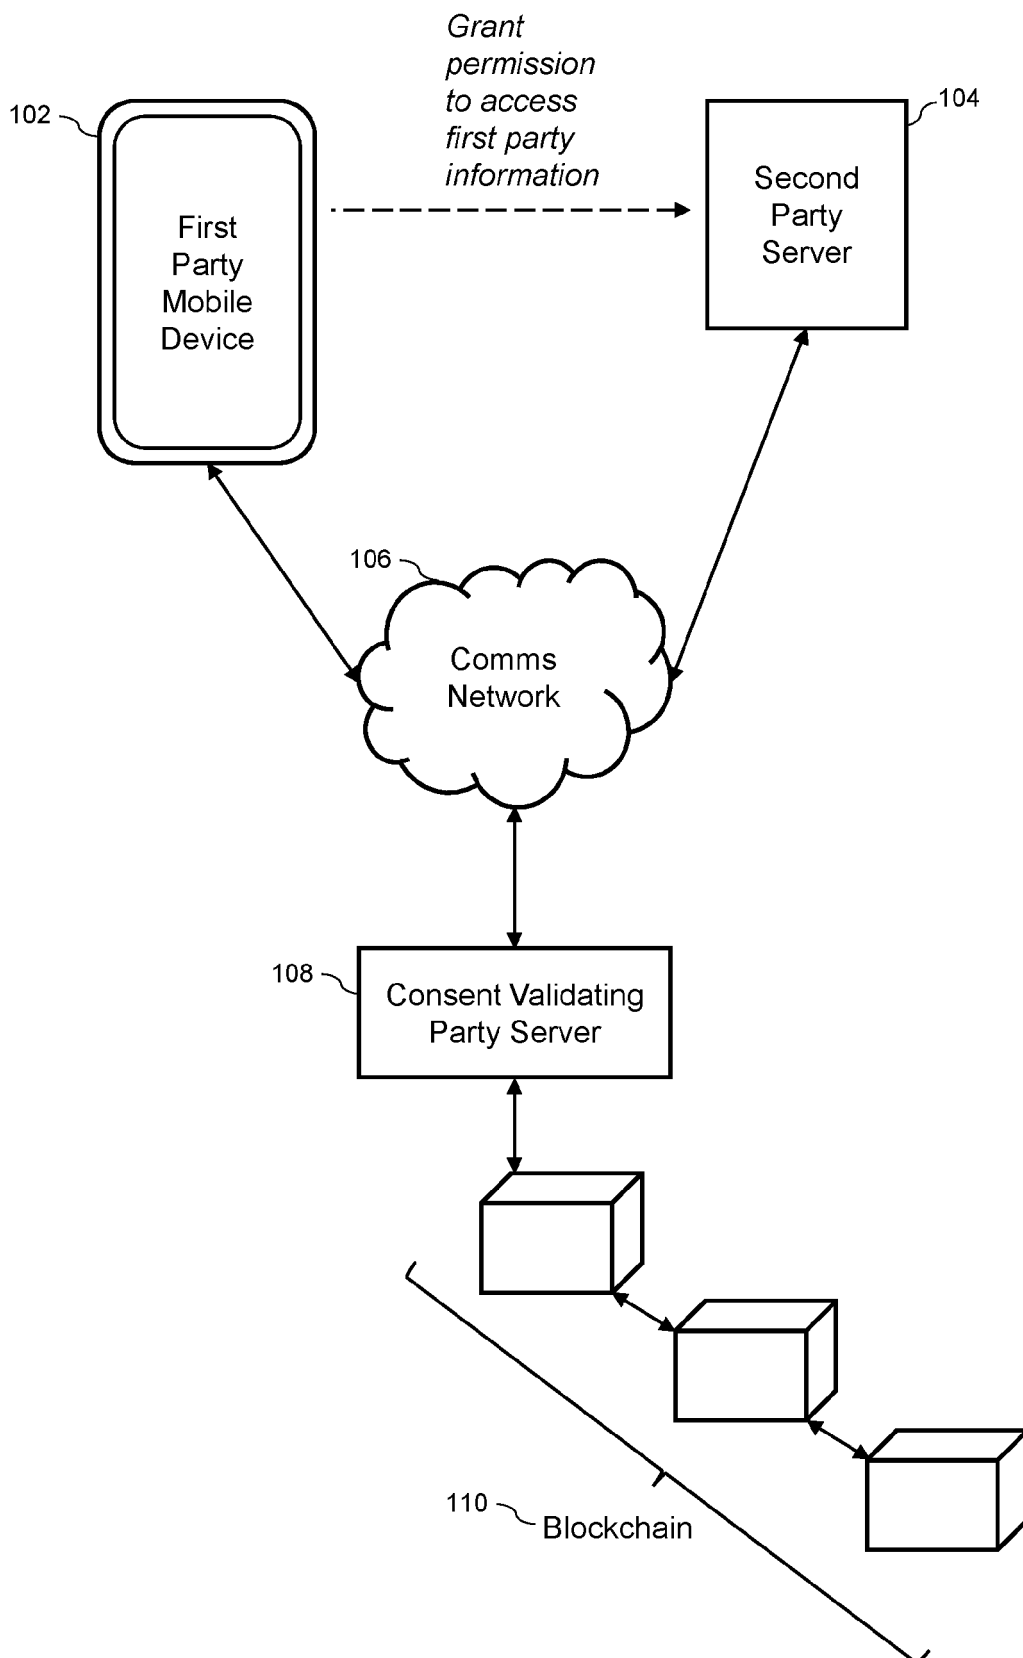 Grant
permission
to access
first party
information
102
104
First
Party
Mobile
Device
Second
Party
Server
106
Comms
Network
108
Consent Validating
Party Server
110
Blockchain